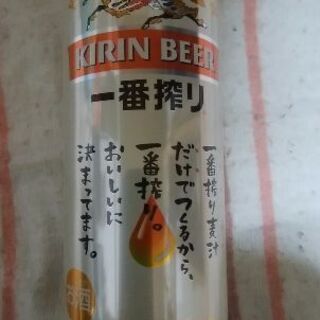 KIRIN BEER
一番搾り
一番搾り麦汁
だけでつくるから、
一番搾り。
おいしいに
決まってます。